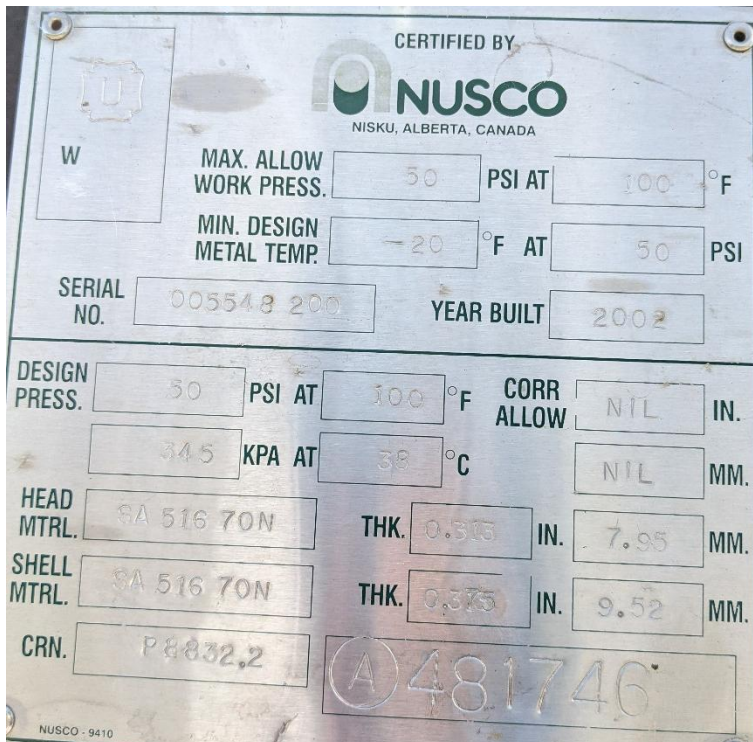 CERTIFIED BY
NUSCO
NISKU, ALBERTA, CANADA
U
W
MAX. ALLOW WORK PRESS. 50 PSI AT 100 °F
MIN. DESIGN METAL TEMP. -20 °F AT 50 PSI
SERIAL NO. 005548 200 YEAR BUILT 2002
DESIGN PRESS. 50 PSI AT 100 °F CORR ALLOW NIL IN.
345 KPA AT 38 °C NIL MM.
HEAD MTRL. SA 516 70N THK. 0.313 IN. 7.95 MM.
SHELL MTRL. SA 516 70N THK. 0.375 IN. 9.52 MM.
CRN. P8832.2 A 481746
NUSCO - 9410